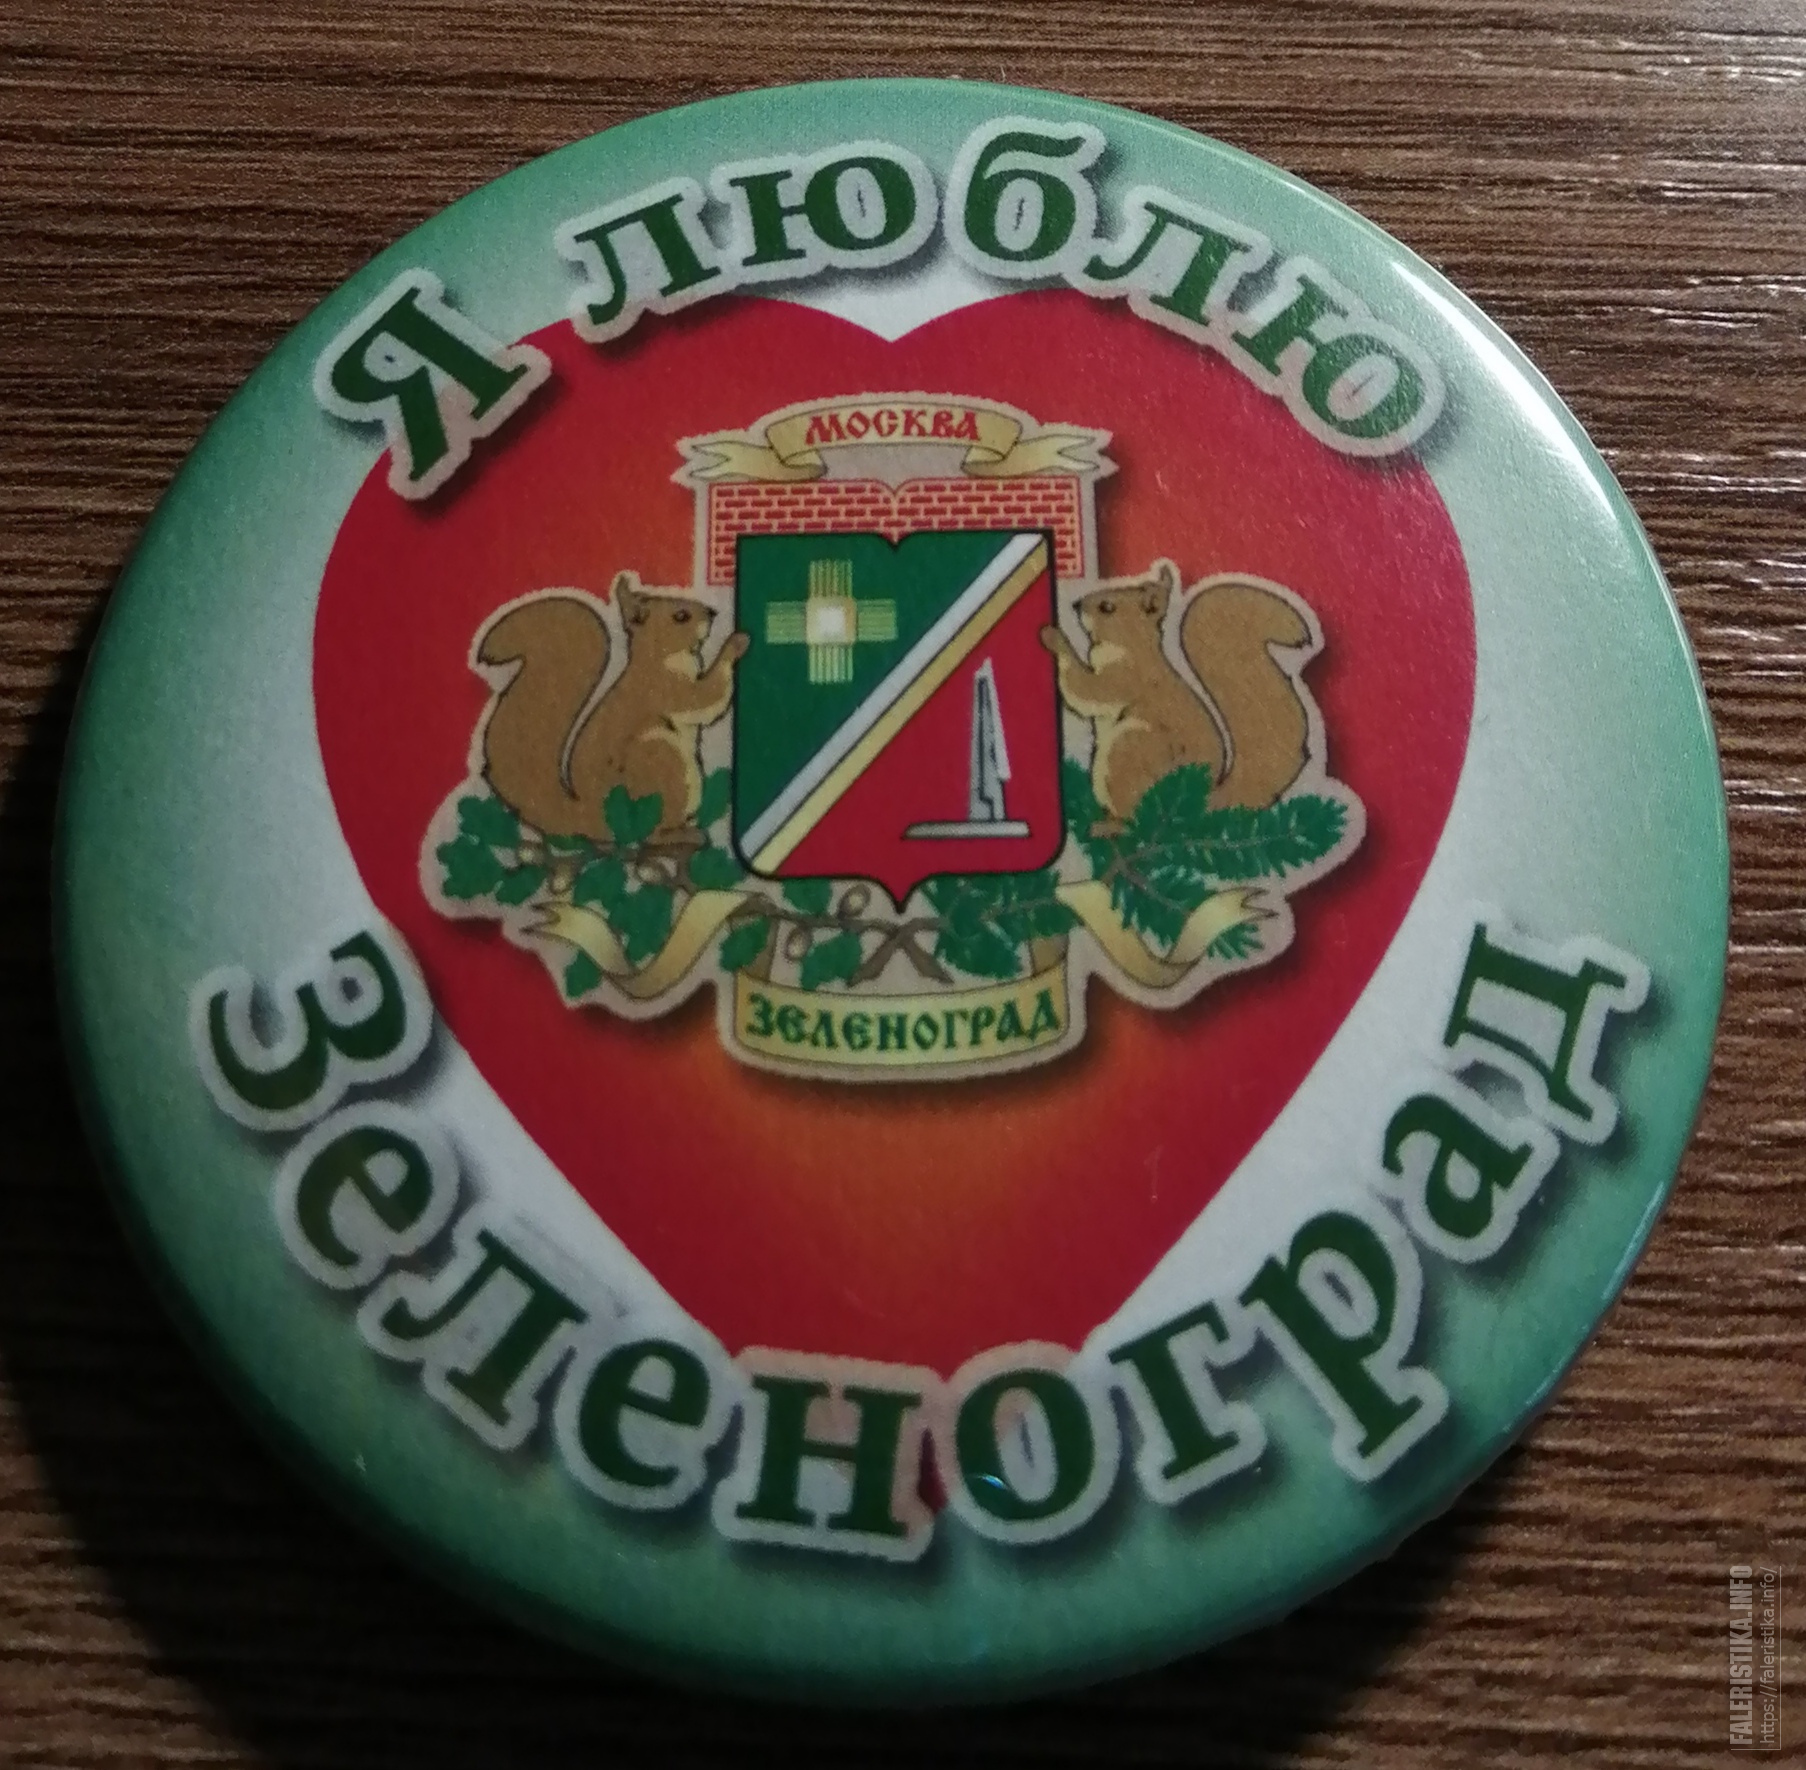 Я люблю
МОСКВА
ЗЕЛЕНОГРАД
Зеленоград
FALERISTIKA.INFO
https://faleristika.info/